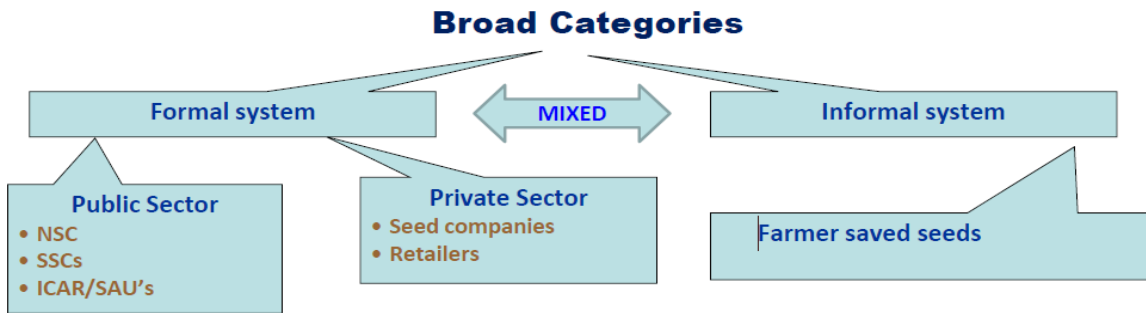 Broad Categories
Formal system
MIXED
Informal system
Public Sector
• NSC
• SSCs
• ICAR/SAU's
Private Sector
• Seed companies
• Retailers
Farmer saved seeds